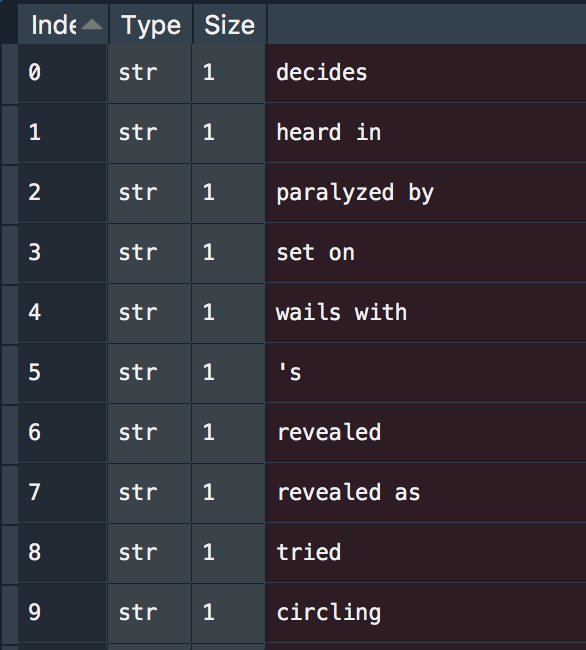 Inde Type Size
0 str 1 decides
1 str 1 heard in
2 str 1 paralyzed by
3 str 1 set on
4 str 1 wails with
5 str 1 's
6 str 1 revealed
7 str 1 revealed as
8 str 1 tried
9 str 1 circling